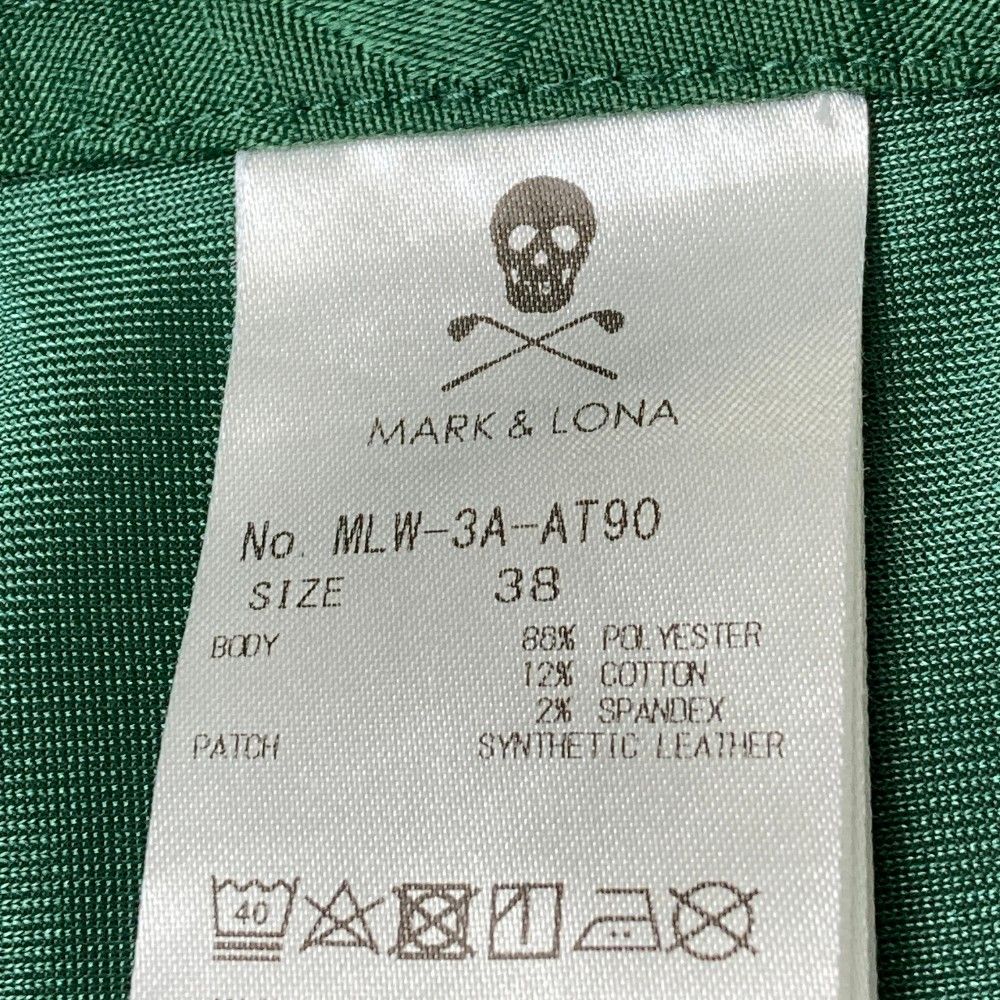 MARK & LONA
No. MLW-3A-AT90
SIZE 38
BODY 86% POLYESTER
12% COTTON
2% SPANDEX
PATCH SYNTHETIC LEATHER
40